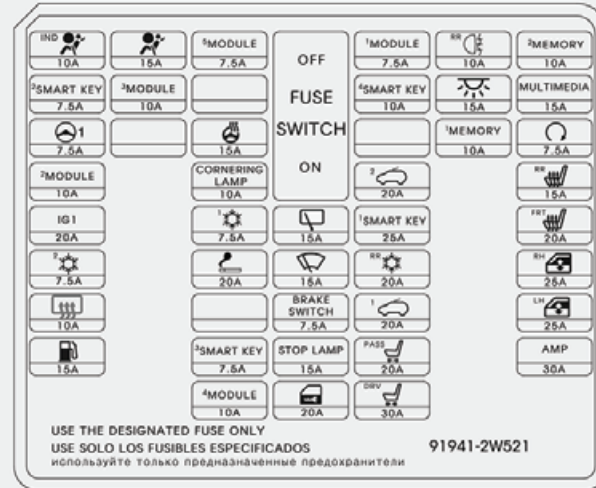 IND
10A
15A
⁵MODULE
7.5A
OFF
FUSE
SWITCH
ON
¹MODULE
7.5A
RR
10A
²MEMORY
10A
²SMART KEY
7.5A
³MODULE
10A
⁴SMART KEY
10A
15A
MULTIMEDIA
15A
1
7.5A
15A
¹MEMORY
10A
7.5A
²MODULE
10A
CORNERING
LAMP
10A
2
20A
RR
15A
IG1
20A
1
7.5A
15A
¹SMART KEY
25A
FRT
20A
2
7.5A
20A
15A
RR
20A
RH
25A
10A
BRAKE
SWITCH
7.5A
1
20A
LH
25A
15A
³SMART KEY
7.5A
STOP LAMP
15A
PASS
20A
AMP
30A
⁴MODULE
10A
20A
DRV
30A
USE THE DESIGNATED FUSE ONLY
USE SOLO LOS FUSIBLES ESPECIFICADOS
используйте только предназначенные предохранители
91941-2W521